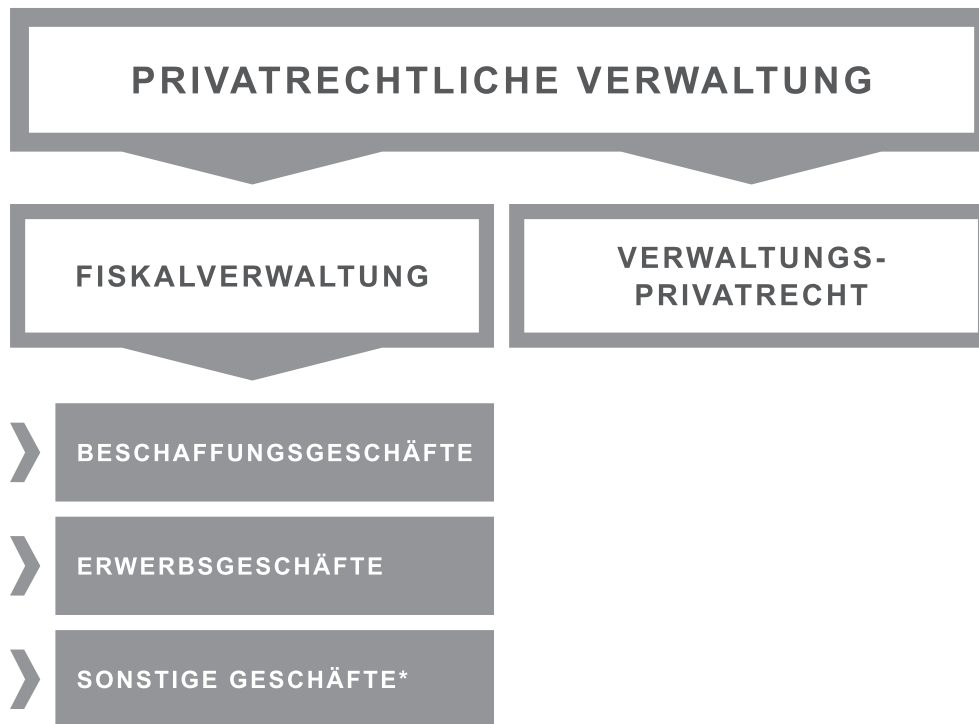 PRIVATRECHTLICHE VERWALTUNG
FISKALVERWALTUNG
VERWALTUNGS-
PRIVATRECHT
BESCHAFFUNGSGESCHÄFTE
ERWERBSGESCHÄFTE
SONSTIGE GESCHÄFTE*